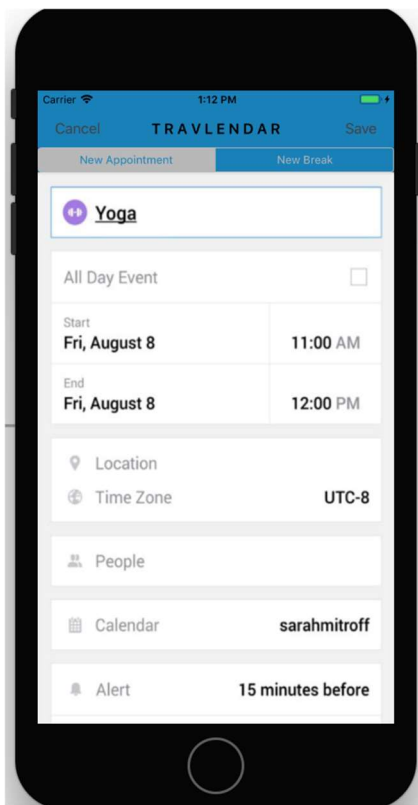 Carrier 1:12 PM
Cancel TRAVLENDAR Save
New Appointment New Break
Yoga
All Day Event
Start
Fri, August 8 11:00 AM
End
Fri, August 8 12:00 PM
Location
Time Zone UTC-8
People
Calendar sarahmitroff
Alert 15 minutes before